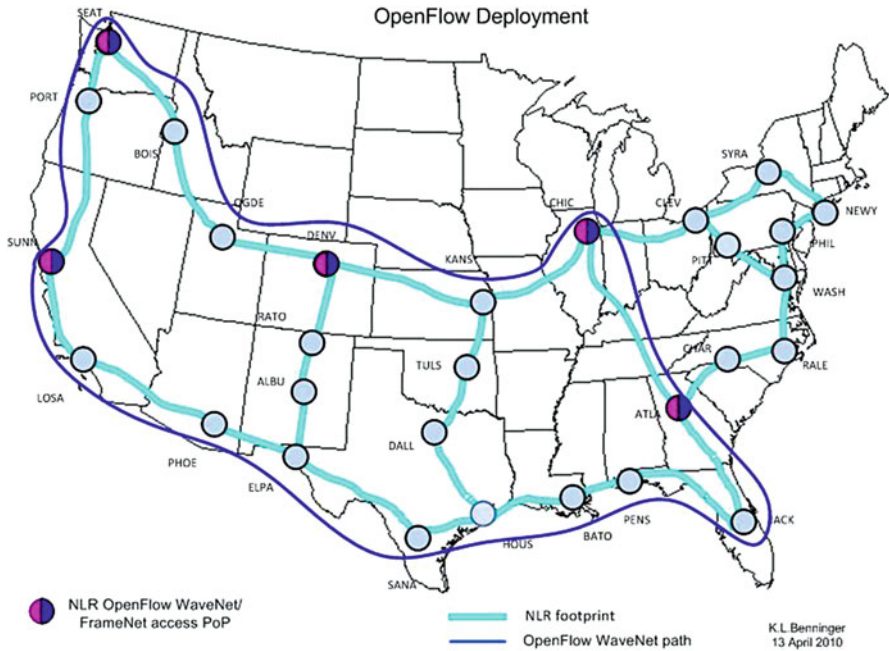 OpenFlow Deployment
SEAT
PORT
BOIS
SYRA
OGDE
CHIC
CLEV
NEWY
SUNN
DENV
KANS
PITT
PHIL
WASH
RATO
TULS
CHAR
RALE
LOSA
ALBU
ATLA
DALL
PHOE
ELPA
JACK
HOUS
BATO
PENS
SANA
NLR OpenFlow WaveNet/
FrameNet access PoP
NLR footprint
OpenFlow WaveNet path
K.L.Benninger
13 April 2010